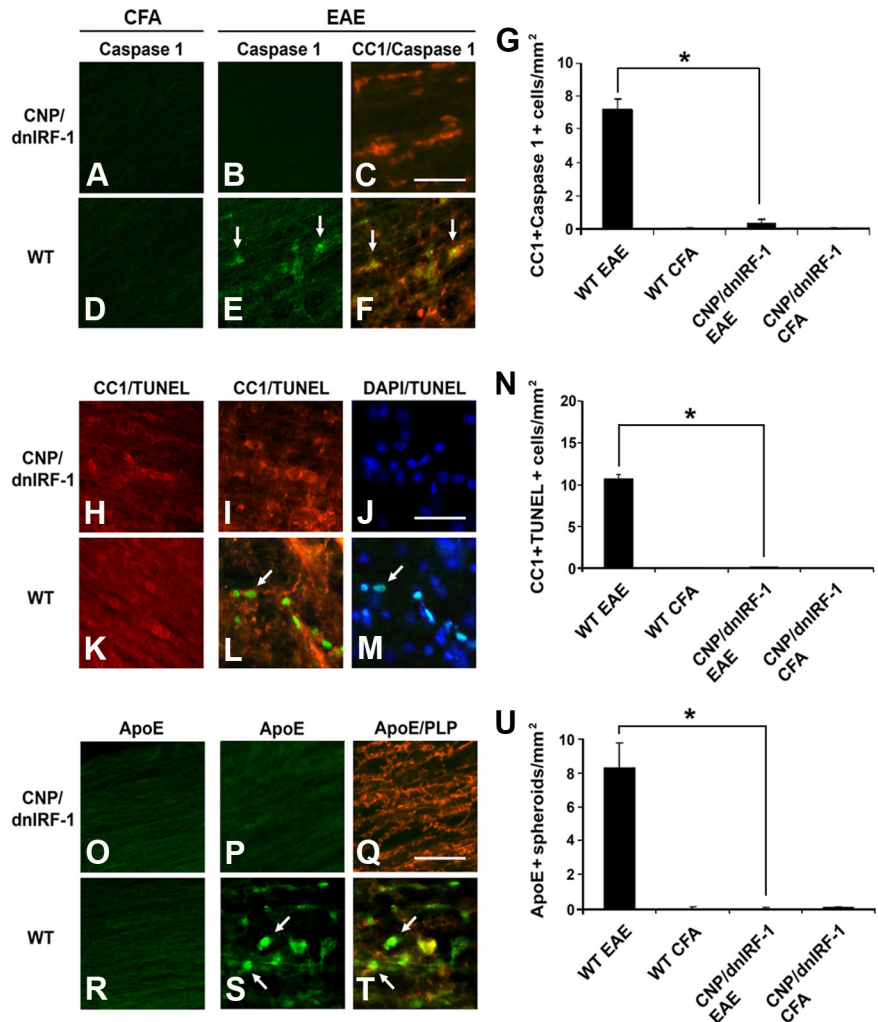 CFA
EAE
Caspase 1
Caspase 1
CC1/Caspase 1
CNP/
dnIRF-1
A
B
C
WT
D
E
F
G
CC1+Caspase 1 + cells/mm²
10
8
6
4
2
0
*
WT EAE
WT CFA
CNP/dnIRF-1
EAE
CNP/dnIRF-1
CFA
CC1/TUNEL
CC1/TUNEL
DAPI/TUNEL
CNP/
dnIRF-1
H
I
J
WT
K
L
M
N
CC1+TUNEL + cells/mm²
20
15
10
5
0
*
WT EAE
WT CFA
CNP/dnIRF-1
EAE
CNP/dnIRF-1
CFA
ApoE
ApoE
ApoE/PLP
CNP/
dnIRF-1
O
P
Q
WT
R
S
T
U
ApoE+ spheroids/mm²
10
8
6
4
2
0
*
WT EAE
WT CFA
CNP/dnIRF-1
EAE
CNP/dnIRF-1
CFA